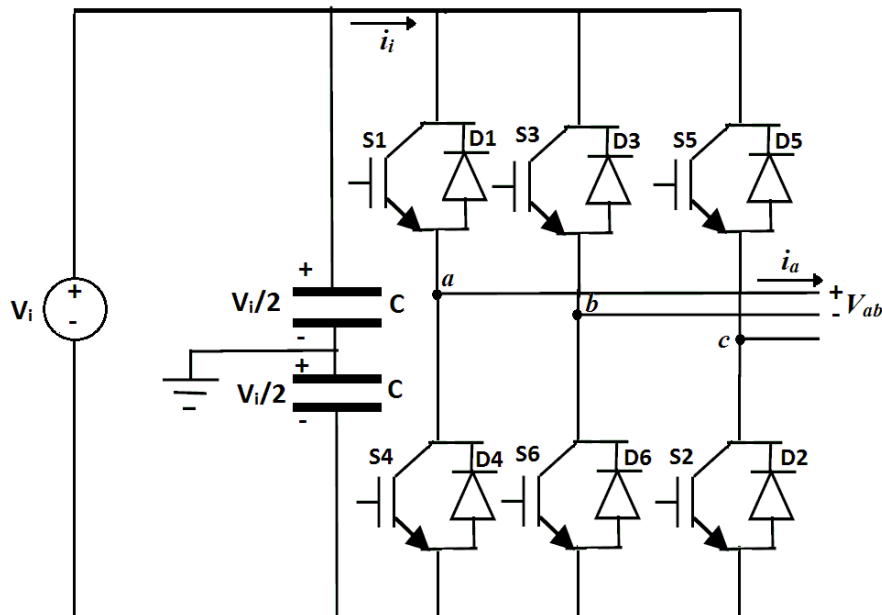 i_i
S1
D1
S3
D3
S5
D5
+
a
i_a
V_i
+
-
V_i/2
C
b
+
-
V_ab
-
c
+
V_i/2
C
-
S4
D4
S6
D6
S2
D2